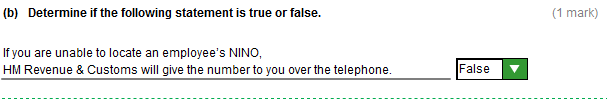 (b) Determine if the following statement is true or false. (1 mark)
If you are unable to locate an employee's NINO,
HM Revenue & Customs will give the number to you over the telephone. False